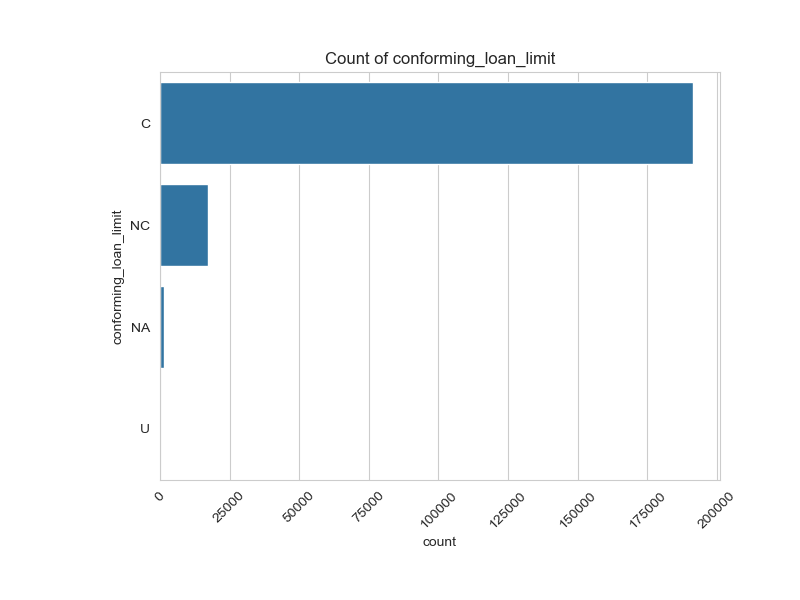 Count of conforming_loan_limit
conforming_loan_limit
C
NC
NA
U
0
25000
50000
75000
100000
125000
150000
175000
200000
count